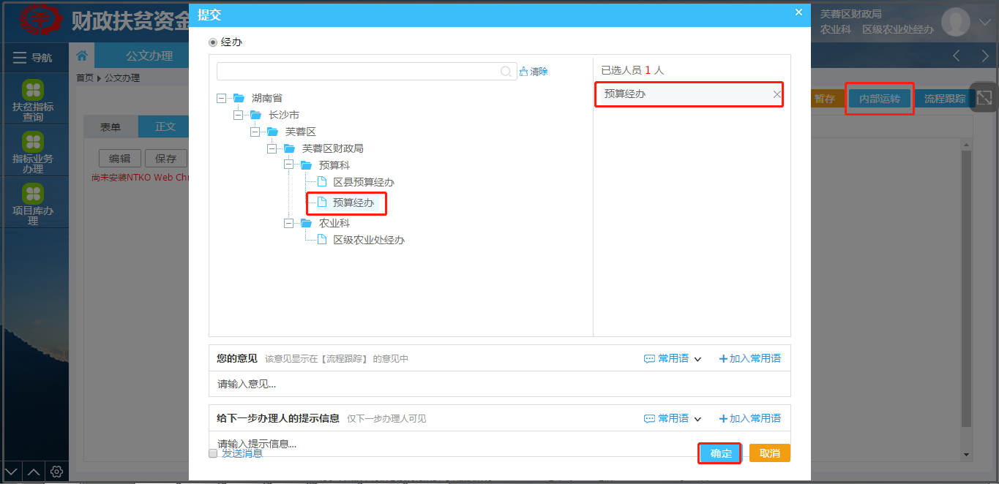 财政扶贫资金
提交
芙蓉区财政局
农业科 区级农业处经办
导航
公文办理
首页 公文办理
经办
清除
已选人员 1 人
预算经办
暂存 内部运转 流程跟踪
湖南省
长沙市
芙蓉区
芙蓉区财政局
预算科
区县预算经办
预算经办
农业科
区级农业处经办
扶贫指标
查询
指标业务
办理
项目库办
理
表单 正文
编辑 保存
尚未安装NTKO Web Chr
您的意见 该意见显示在【流程跟踪】的意见中 常用语 加入常用语
请输入意见...
给下一步办理人的提示信息 仅下一步办理人可见 常用语 加入常用语
请输入提示信息...
发送消息
确定 取消